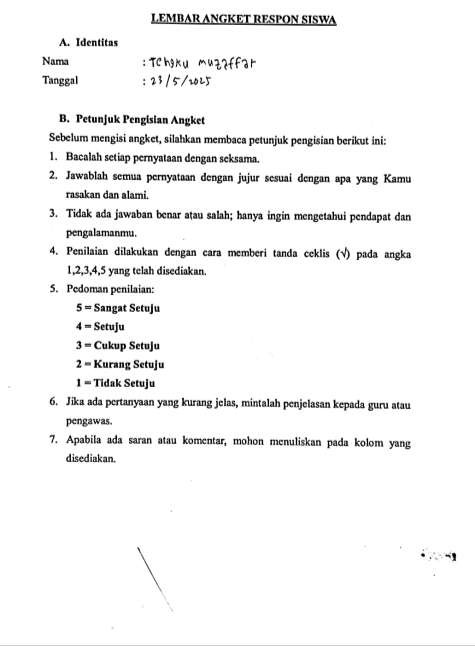 LEMBAR ANGKET RESPON SISWA
A. Identitas
Nama : Tengku muzaffar
Tanggal : 23/5/2025
B. Petunjuk Pengisian Angket
Sebelum mengisi angket, silahkan membaca petunjuk pengisian berikut ini:
1. Bacalah setiap pernyataan dengan seksama.
2. Jawablah semua pernyataan dengan jujur sesuai dengan apa yang Kamu
rasakan dan alami.
3. Tidak ada jawaban benar atau salah; hanya ingin mengetahui pendapat dan
pengalamanmu.
4. Penilaian dilakukan dengan cara memberi tanda ceklis (√) pada angka
1,2,3,4,5 yang telah disediakan.
5. Pedoman penilaian:
5 = Sangat Setuju
4 = Setuju
3 = Cukup Setuju
2 = Kurang Setuju
1 = Tidak Setuju
6. Jika ada pertanyaan yang kurang jelas, mintalah penjelasan kepada guru atau
pengawas.
7. Apabila ada saran atau komentar, mohon menuliskan pada kolom yang
disediakan.